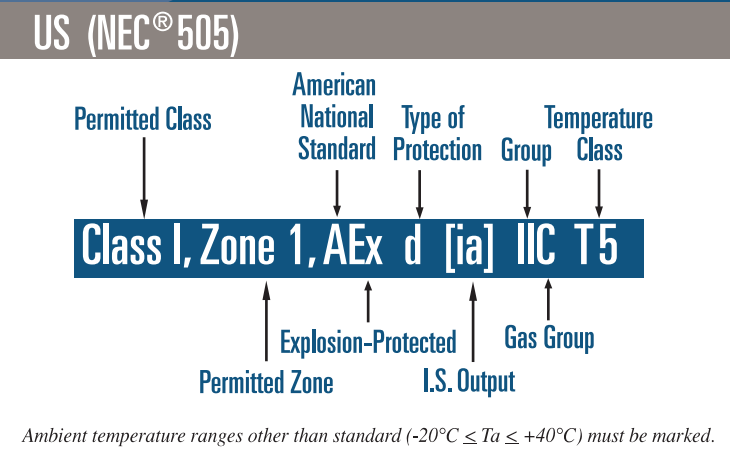 US (NEC® 505)
American
National
Standard
Permitted Class
Type of
Protection
Group
Temperature
Class
Class I, Zone 1, AEx d [ia] IIC T5
Explosion-Protected
Gas Group
Permitted Zone
I.S. Output
Ambient temperature ranges other than standard (-20°C ≤ Ta ≤ +40°C) must be marked.